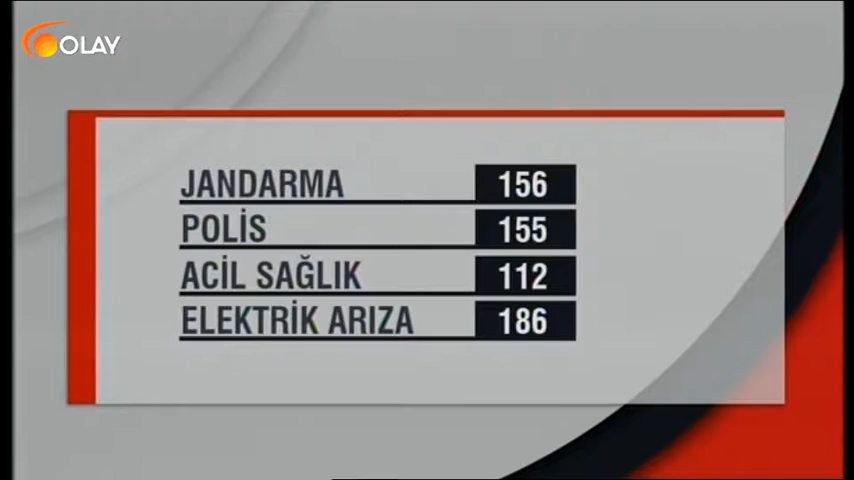 OLAY
JANDARMA 156
POLİS 155
ACİL SAĞLIK 112
ELEKTRİK ARIZA 186